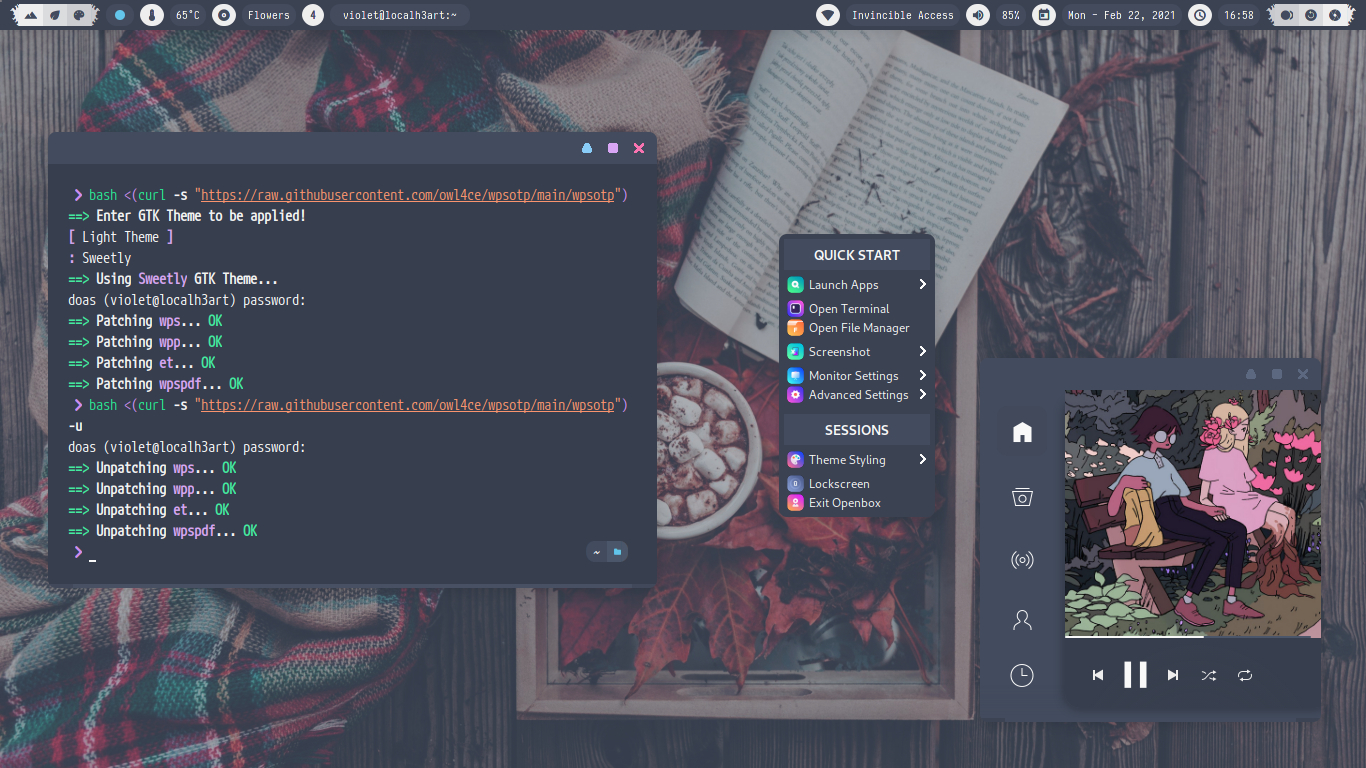 65°C
Flowers
4
violet@localh3art:~
Invincible Access
85%
Mon - Feb 22, 2021
16:58
❯ bash <(curl -s "https://raw.githubusercontent.com/owl4ce/wpsotp/main/wpsotp")
==> Enter GTK Theme to be applied!
[ Light Theme ]
: Sweetly
==> Using Sweetly GTK Theme...
doas (violet@localh3art) password:
==> Patching wps... OK
==> Patching wpp... OK
==> Patching et... OK
==> Patching wpspdf... OK
❯ bash <(curl -s "https://raw.githubusercontent.com/owl4ce/wpsotp/main/wpsotp")
-u
doas (violet@localh3art) password:
==> Unpatching wps... OK
==> Unpatching wpp... OK
==> Unpatching et... OK
==> Unpatching wpspdf... OK
❯ _
~
QUICK START
Launch Apps
Open Terminal
Open File Manager
Screenshot
Monitor Settings
Advanced Settings
SESSIONS
Theme Styling
Lockscreen
Exit Openbox